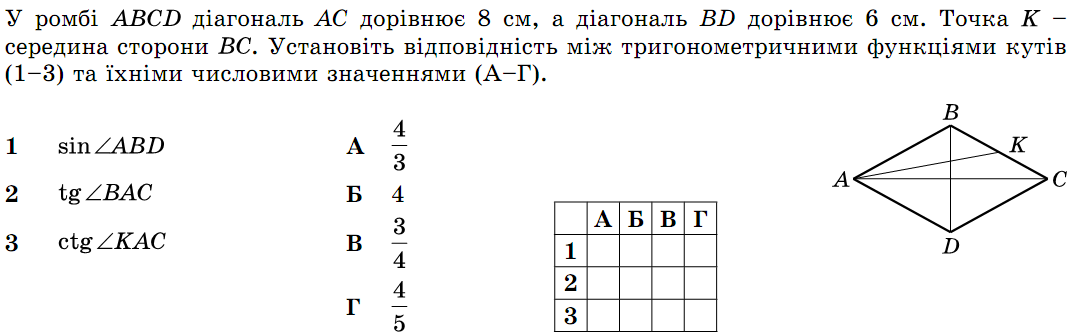 У ромбі ABCD діагональ AC дорівнює 8 см, а діагональ BD дорівнює 6 см. Точка K −
середина сторони BC. Установіть відповідність між тригонометричними функціями кутів
(1−3) та їхніми числовими значеннями (А−Г).
1 sin∠ABD
2 tg∠BAC
3 ctg∠KAC
А 4/3
Б 4
В 3/4
Г 4/5
А Б В Г
1
2
3
B
K
A
C
D